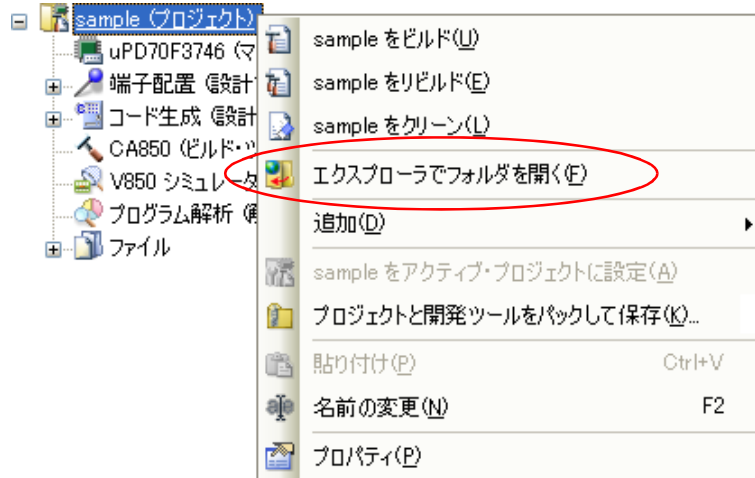 sample (プロジェクト)
uPD70F3746 (マ
端子配置 (設計
コード生成 (設計
CA850 (ビルド・ツ
V850 シミュレータ
プログラム解析 (
ファイル
sample をビルド(U)
sample をリビルド(E)
sample をクリーン(L)
エクスプローラでフォルダを開く(F)
追加(D)
sample をアクティブ・プロジェクトに設定(A)
プロジェクトと開発ツールをパックして保存(K)...
貼り付け(P) Ctrl+V
名前の変更(N) F2
プロパティ(P)